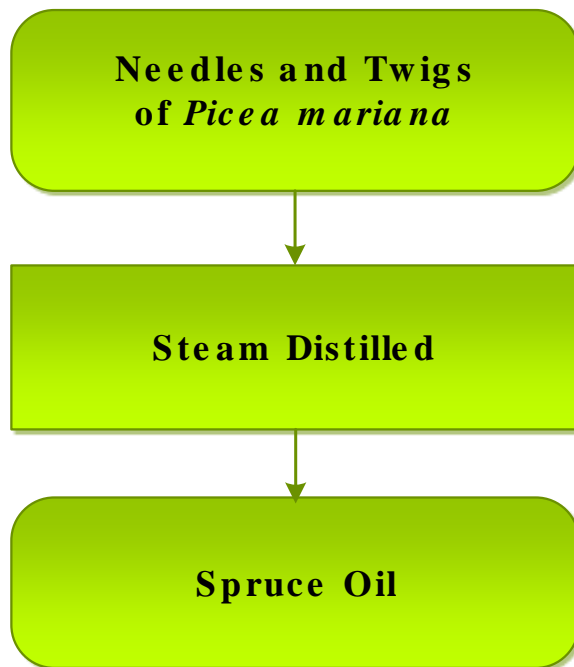 Needles and Twigs
of Picea mariana
Steam Distilled
Spruce Oil